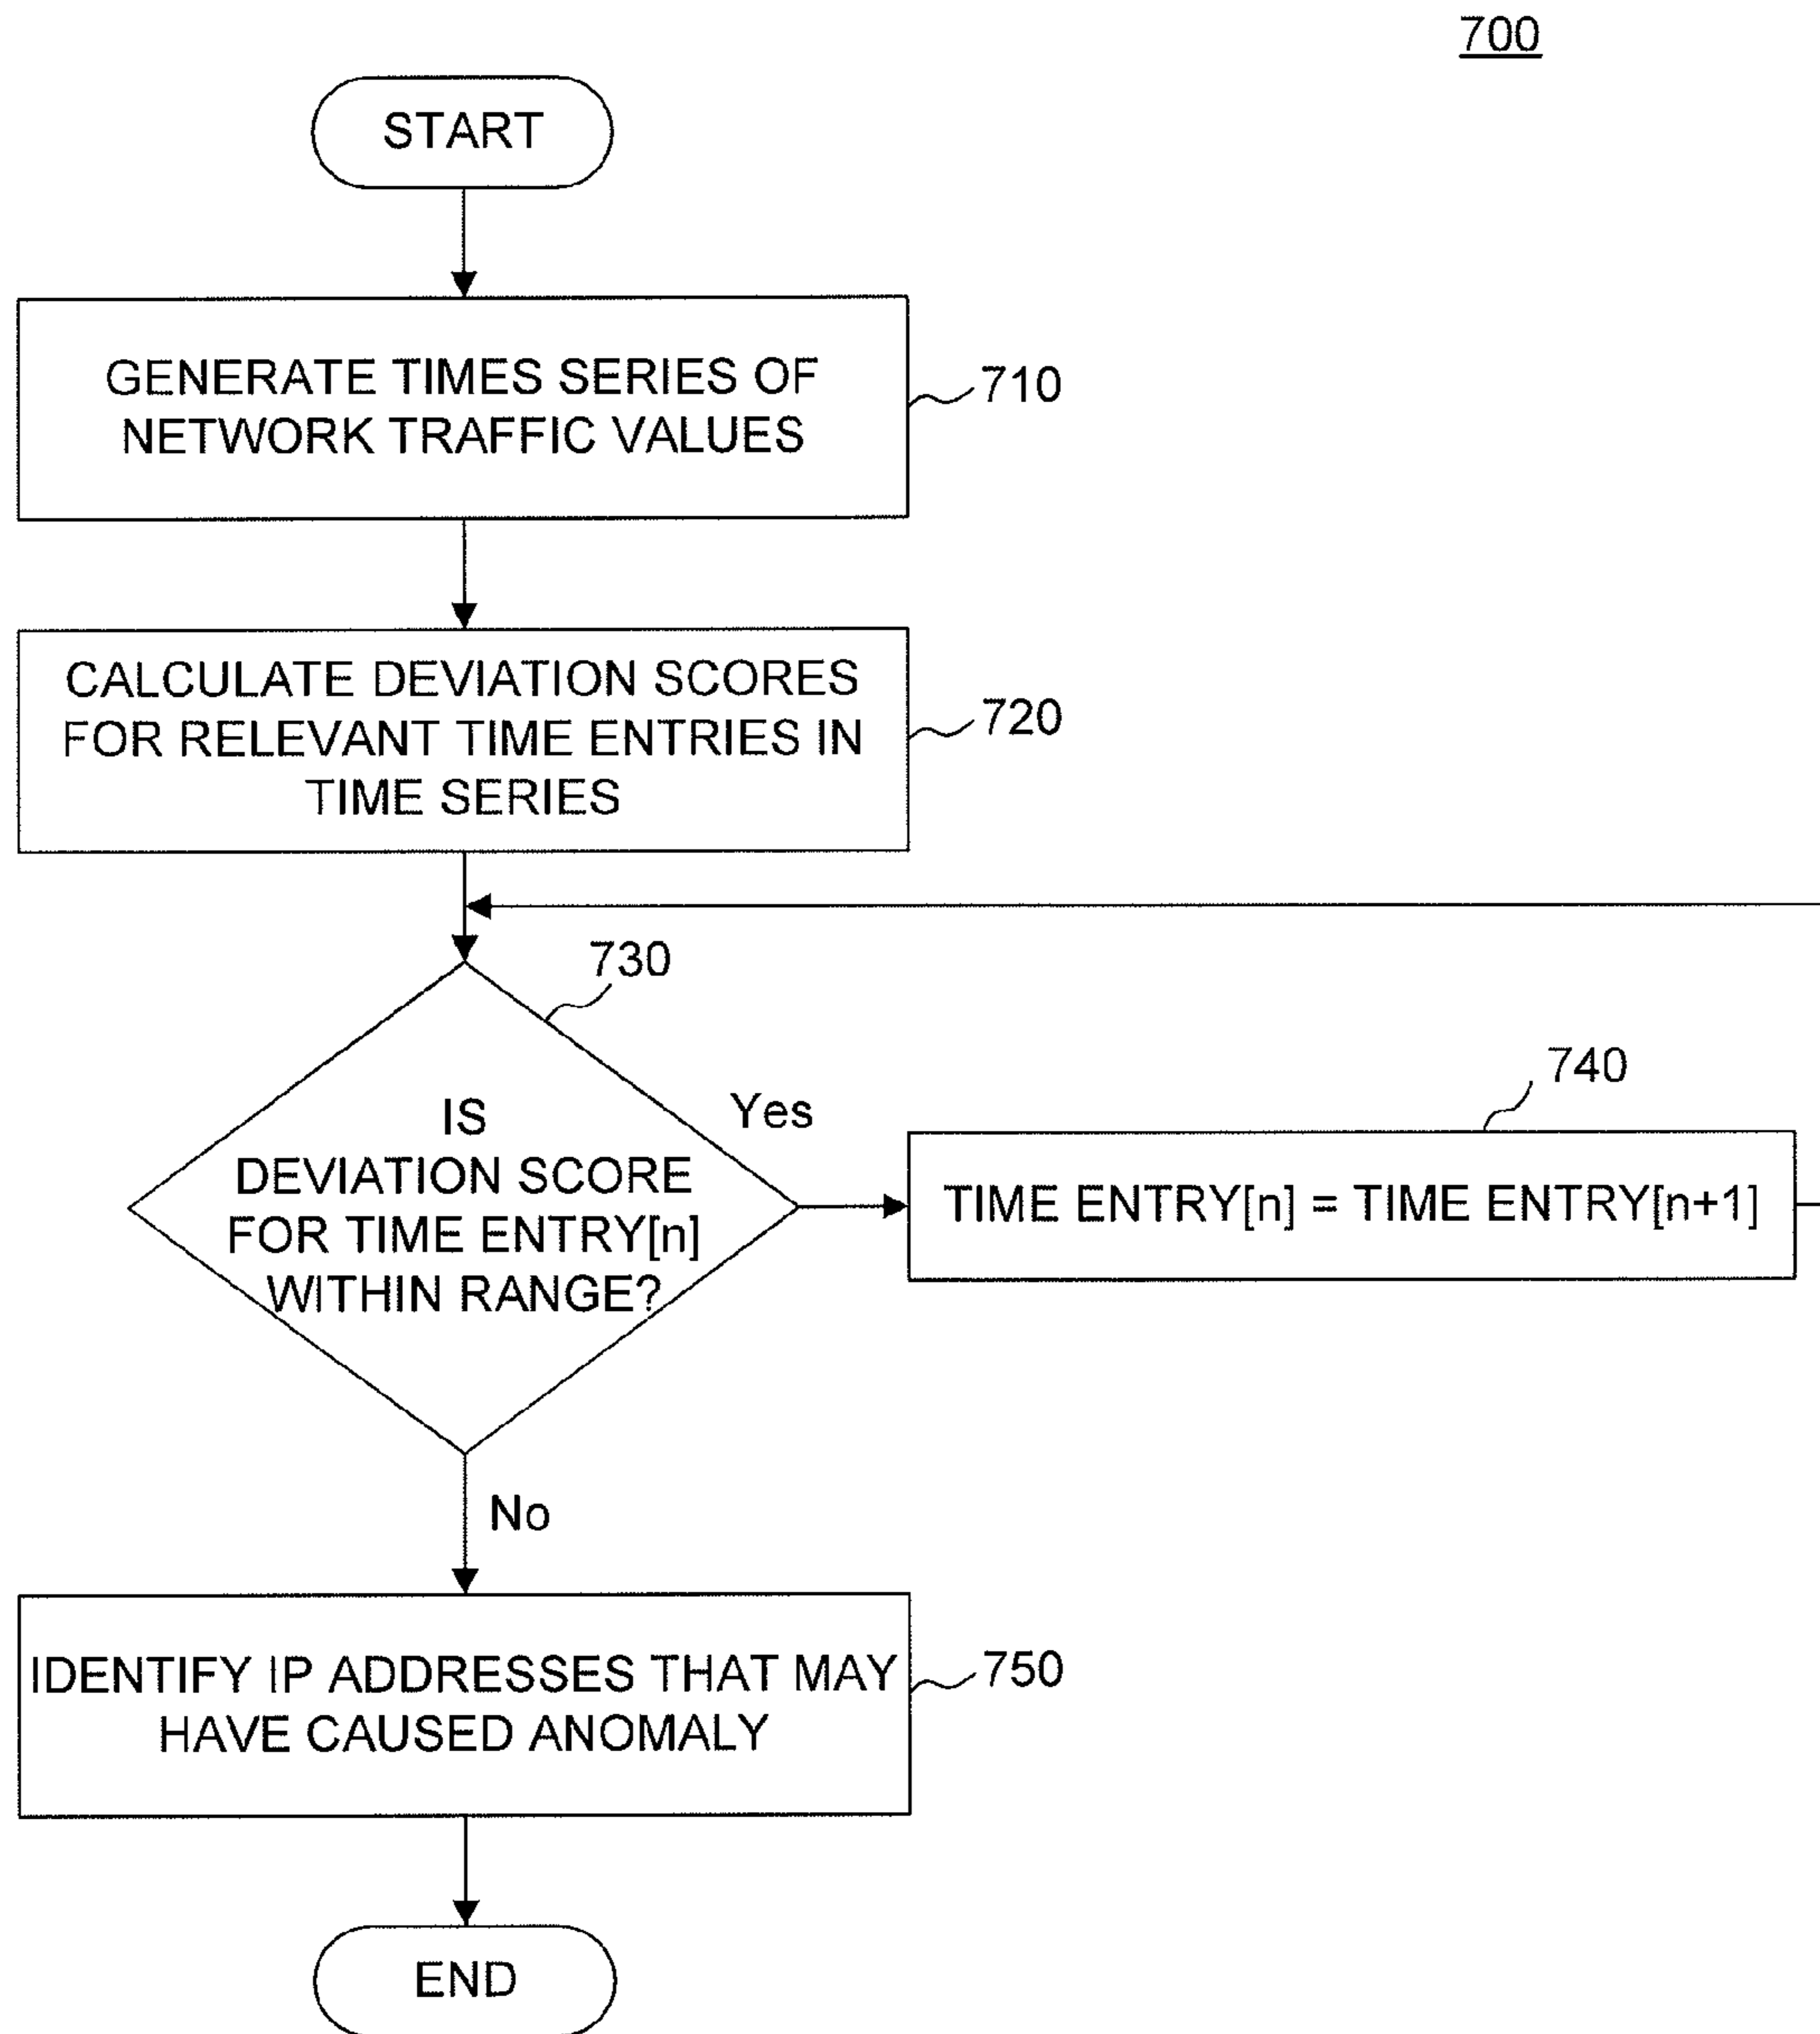 700
START
GENERATE TIMES SERIES OF
NETWORK TRAFFIC VALUES
710
CALCULATE DEVIATION SCORES
FOR RELEVANT TIME ENTRIES IN
TIME SERIES
720
730
IS
DEVIATION SCORE
FOR TIME ENTRY[n]
WITHIN RANGE?
Yes
740
TIME ENTRY[n] = TIME ENTRY[n+1]
No
IDENTIFY IP ADDRESSES THAT MAY
HAVE CAUSED ANOMALY
750
END